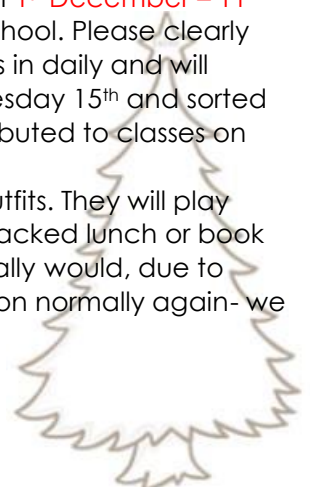 December – 11
hool. Please clearly
s in daily and will
esday 15th and sorted
buted to classes on
utfits. They will play
acked lunch or book
ally would, due to
on normally again- we